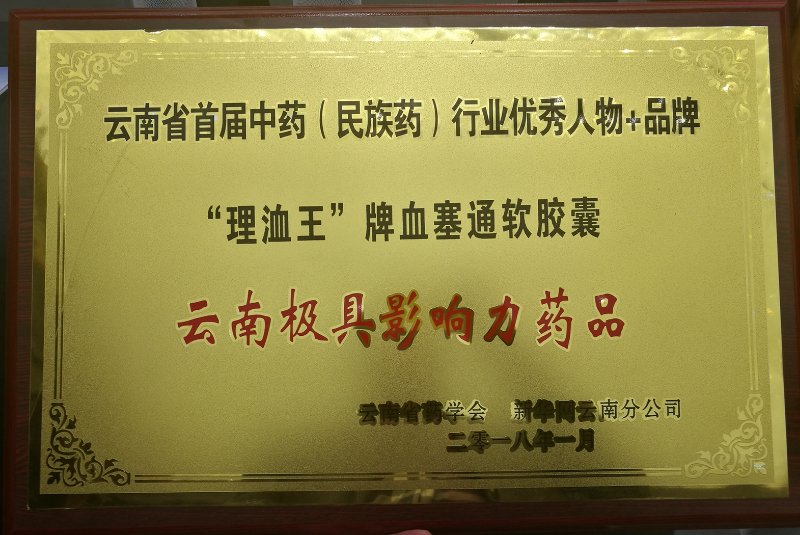 云南省首届中药（民族药）行业优秀人物+品牌
“理洫王”牌血塞通软胶囊
云南极具影响力药品
云南省药学会 新华网云南分公司
二零一八年一月